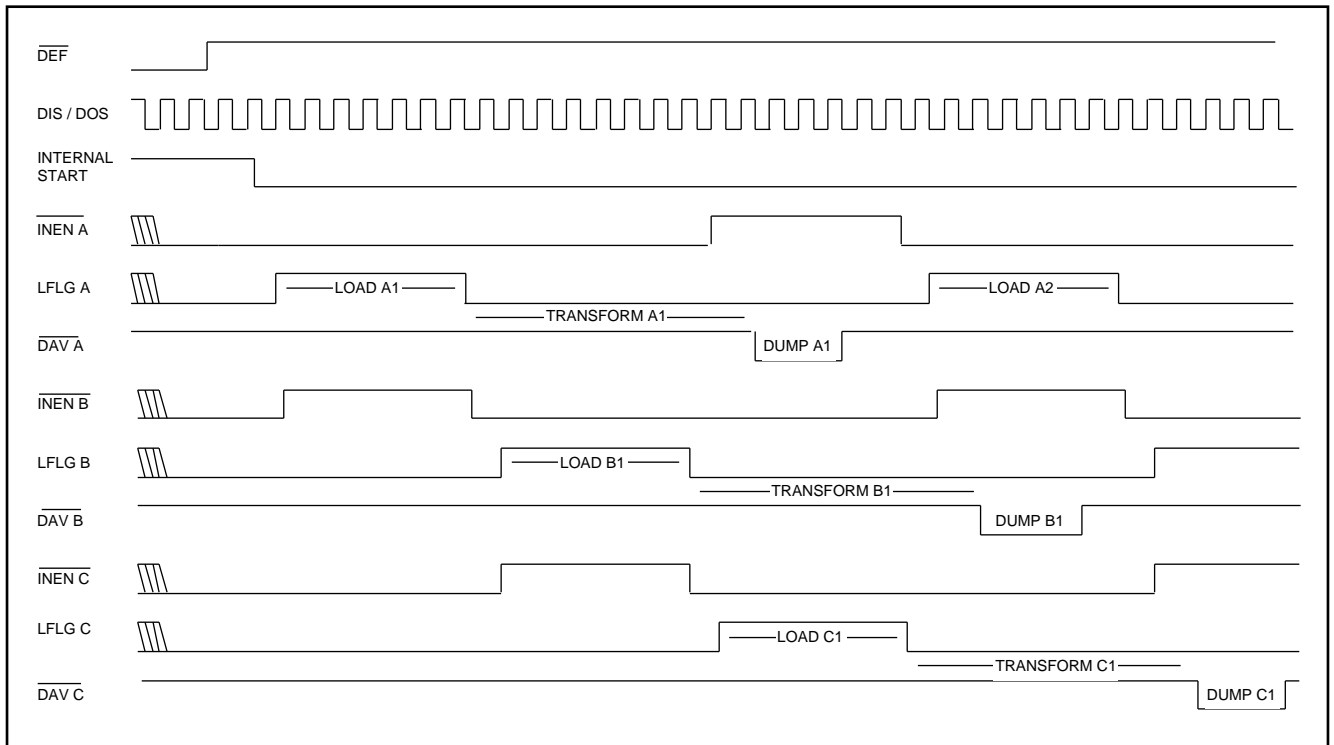 DEF
DIS / DOS
INTERNAL
START
INEN A
LFLG A
LOAD A1
LOAD A2
TRANSFORM A1
DAV A
DUMP A1
INEN B
LFLG B
LOAD B1
TRANSFORM B1
DAV B
DUMP B1
INEN C
LFLG C
LOAD C1
TRANSFORM C1
DAV C
DUMP C1